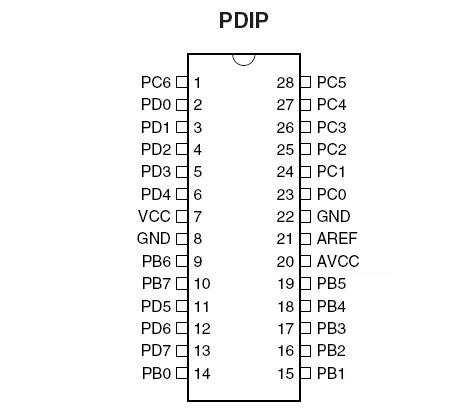 PDIP
PC6 1 28 PC5
PD0 2 27 PC4
PD1 3 26 PC3
PD2 4 25 PC2
PD3 5 24 PC1
PD4 6 23 PC0
VCC 7 22 GND
GND 8 21 AREF
PB6 9 20 AVCC
PB7 10 19 PB5
PD5 11 18 PB4
PD6 12 17 PB3
PD7 13 16 PB2
PB0 14 15 PB1